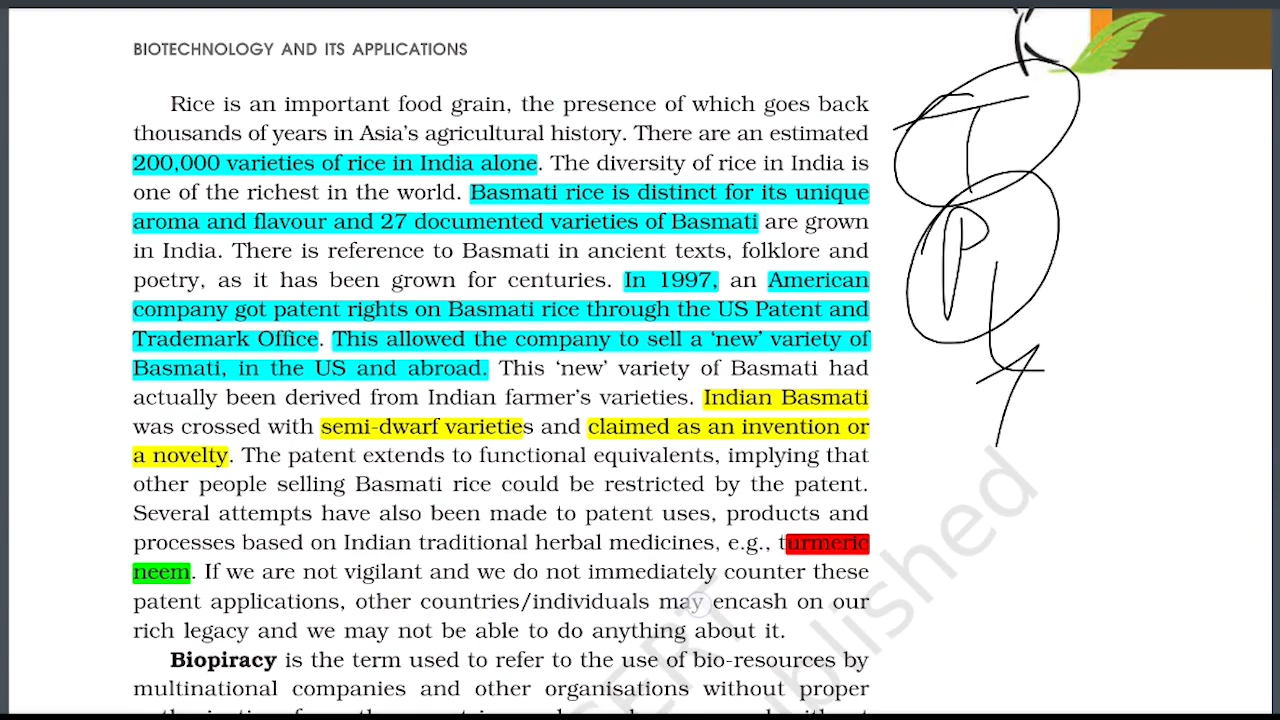 BIOTECHNOLOGY AND ITS APPLICATIONS
Rice is an important food grain, the presence of which goes back
thousands of years in Asia's agricultural history. There are an estimated
200,000 varieties of rice in India alone. The diversity of rice in India is
one of the richest in the world. Basmati rice is distinct for its unique
aroma and flavour and 27 documented varieties of Basmati are grown
in India. There is reference to Basmati in ancient texts, folklore and
poetry, as it has been grown for centuries. In 1997, an American
company got patent rights on Basmati rice through the US Patent and
Trademark Office. This allowed the company to sell a ‘new’ variety of
Basmati, in the US and abroad. This ‘new’ variety of Basmati had
actually been derived from Indian farmer's varieties. Indian Basmati
was crossed with semi-dwarf varieties and claimed as an invention or
a novelty. The patent extends to functional equivalents, implying that
other people selling Basmati rice could be restricted by the patent.
Several attempts have also been made to patent uses, products and
processes based on Indian traditional herbal medicines, e.g., turmeric
neem. If we are not vigilant and we do not immediately counter these
patent applications, other countries/individuals may encash on our
rich legacy and we may not be able to do anything about it.
Biopiracy is the term used to refer to the use of bio-resources by
multinational companies and other organisations without proper